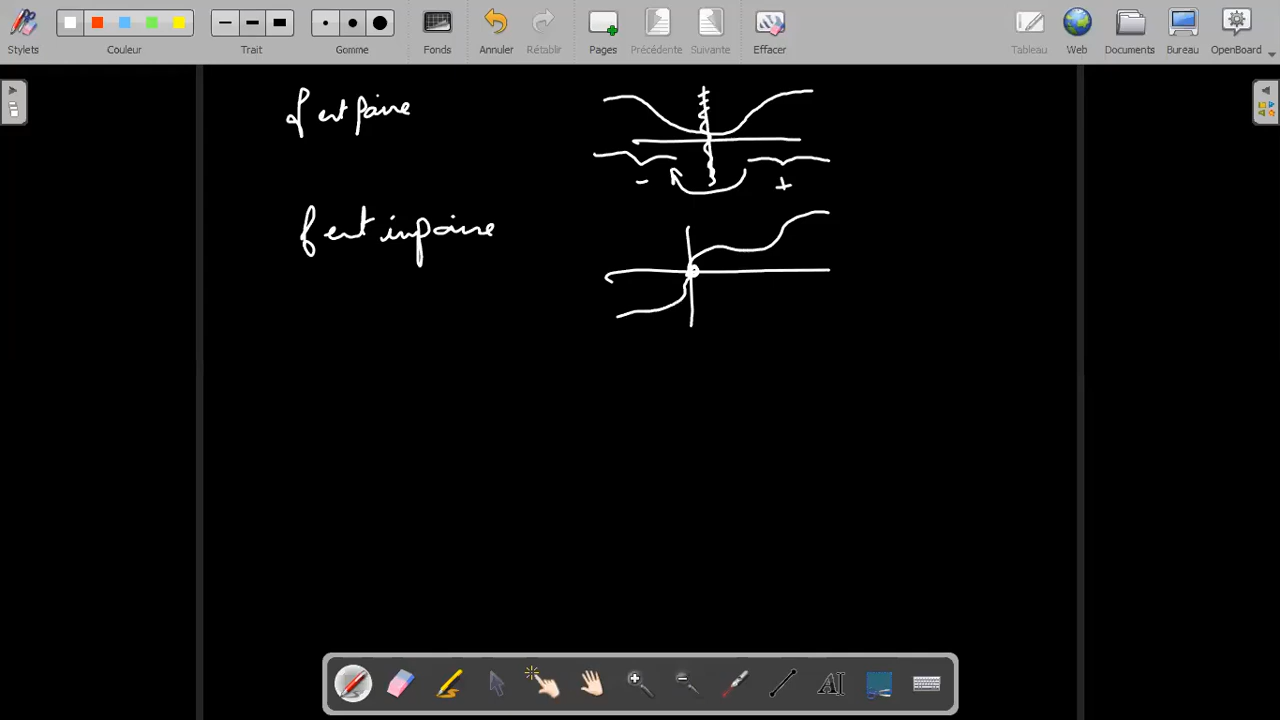 Stylets
Couleur
Trait
Gomme
Fonds
Annuler
Rétablir
Pages
Précédente
Suivante
Effacer
Tableau
Web
Documents
Bureau
OpenBoard
f est paire
- +
f est impaire
AI